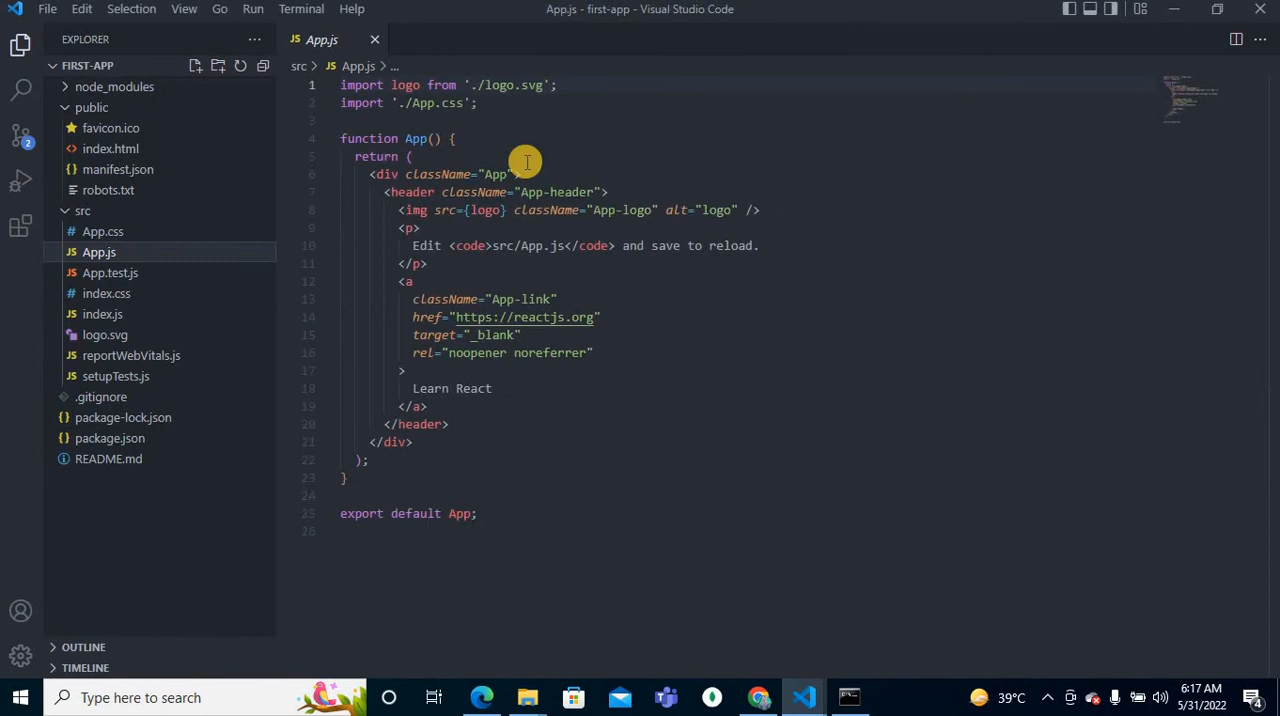 File Edit Selection View Go Run Terminal Help App.js - first-app - Visual Studio Code
EXPLORER
FIRST-APP
node_modules
public
favicon.ico
index.html
manifest.json
robots.txt
src
App.css
App.js
App.test.js
index.css
index.js
logo.svg
reportWebVitals.js
setupTests.js
.gitignore
package-lock.json
package.json
README.md
OUTLINE
TIMELINE
2
JS App.js
src > JS App.js > ...
1 import logo from './logo.svg';
2 import './App.css';
3
4 function App() {
5 return (
6 <div className="App">
7 <header className="App-header">
8 <img src={logo} className="App-logo" alt="logo" />
9 <p>
10 Edit <code>src/App.js</code> and save to reload.
11 </p>
12 <a
13 className="App-link"
14 href="https://reactjs.org"
15 target="_blank"
16 rel="noopener noreferrer"
17 >
18 Learn React
19 </a>
20 </header>
21 </div>
22 );
23 }
24
25 export default App;
26
Type here to search
39°C
6:17 AM
5/31/2022
4